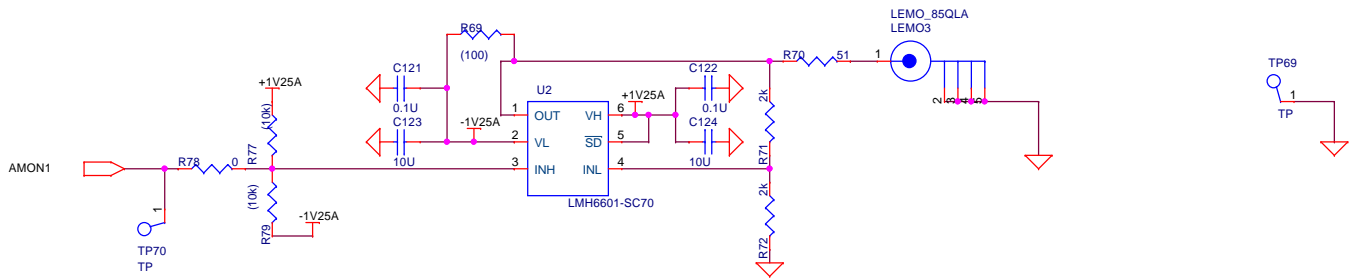 LEMO_85QLA
LEMO3
R69
(100)
R70
51
1
C121
0.1U
C122
0.1U
TP69
1
TP
+1V25A
(10k)
R77
U2
+1V25A
2k
R71
2
3
4
5
1
OUT
VH
6
C123
10U
-1V25A
2
VL
SD
5
C124
10U
AMON1
R78
0
3
INH
INL
4
LMH6601-SC70
(10k)
R79
-1V25A
2k
R72
1
TP70
TP